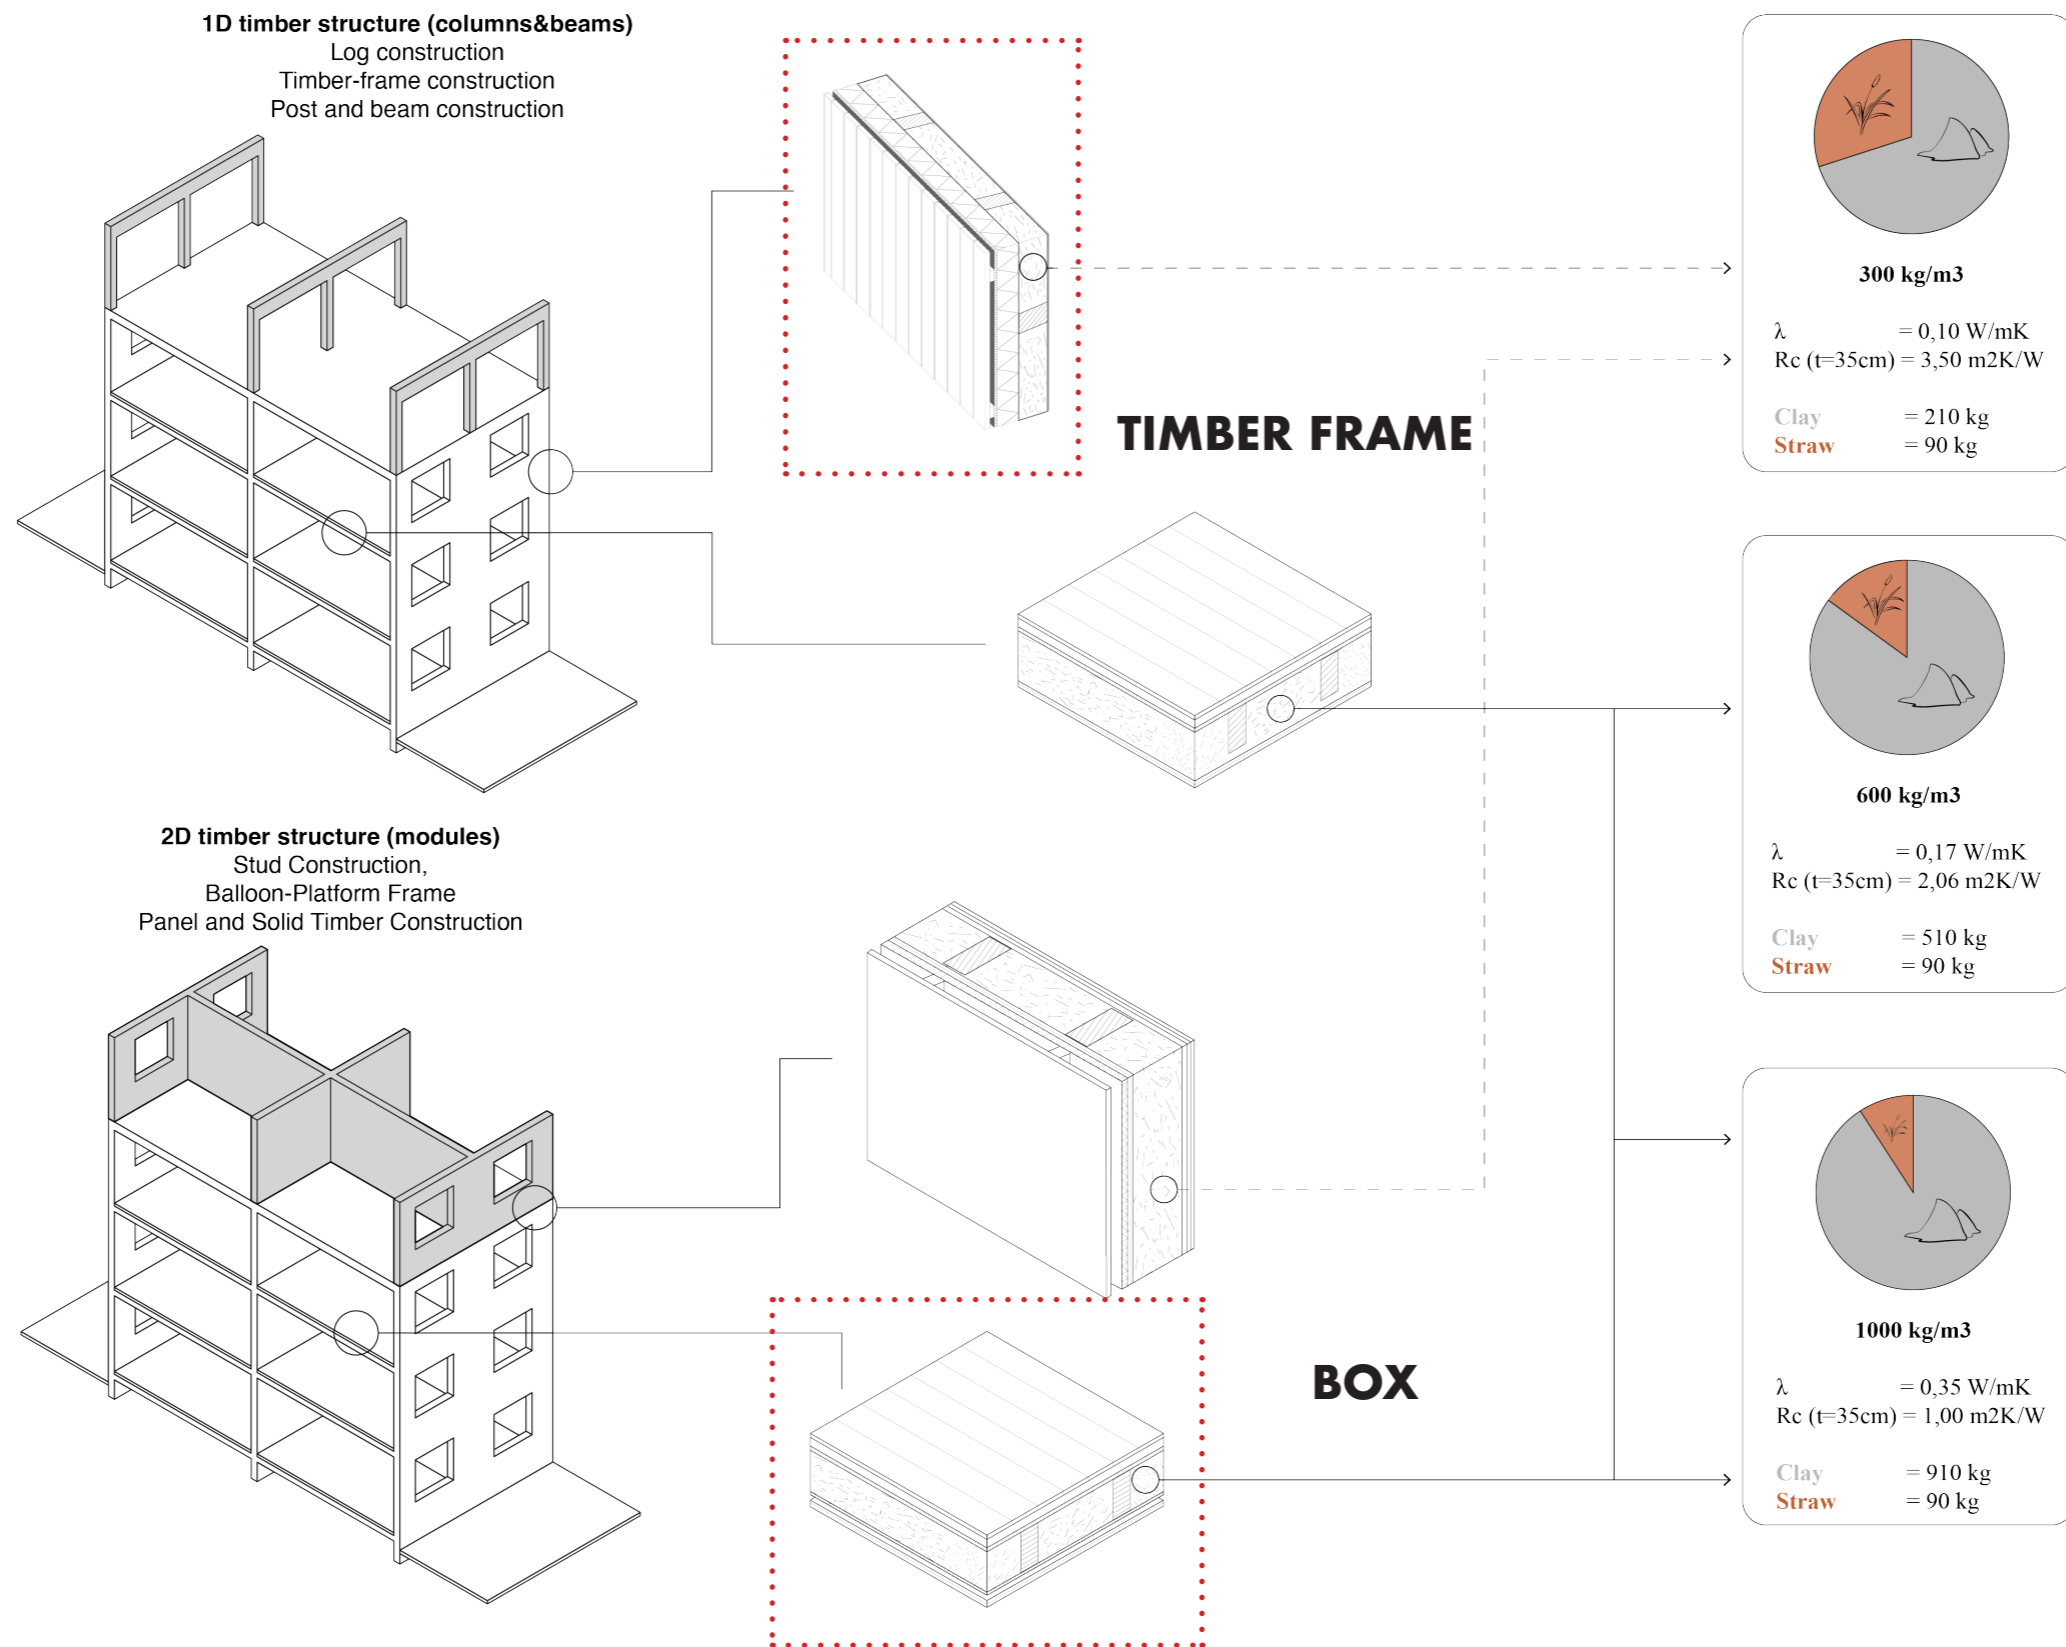 1D timber structure (columns&beams)
Log construction
Timber-frame construction
Post and beam construction
TIMBER FRAME
300 kg/m3
λ = 0,10 W/mK
Rc (t=35cm) = 3,50 m2K/W
Clay = 210 kg
Straw = 90 kg
600 kg/m3
λ = 0,17 W/mK
Rc (t=35cm) = 2,06 m2K/W
Clay = 510 kg
Straw = 90 kg
2D timber structure (modules)
Stud Construction,
Balloon-Platform Frame
Panel and Solid Timber Construction
BOX
1000 kg/m3
λ = 0,35 W/mK
Rc (t=35cm) = 1,00 m2K/W
Clay = 910 kg
Straw = 90 kg